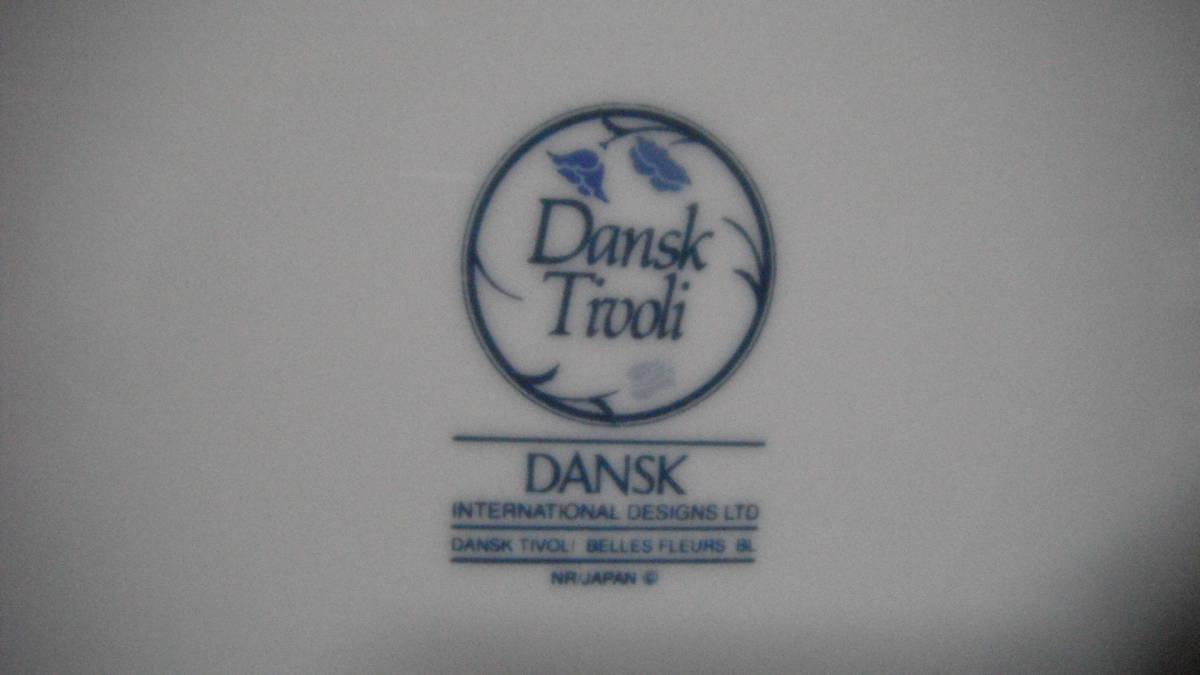 Dansk
Tivoli
DANSK
INTERNATIONAL DESIGNS LTD
DANSK TIVOLI BELLES FLEURS BL
NR/JAPAN ©